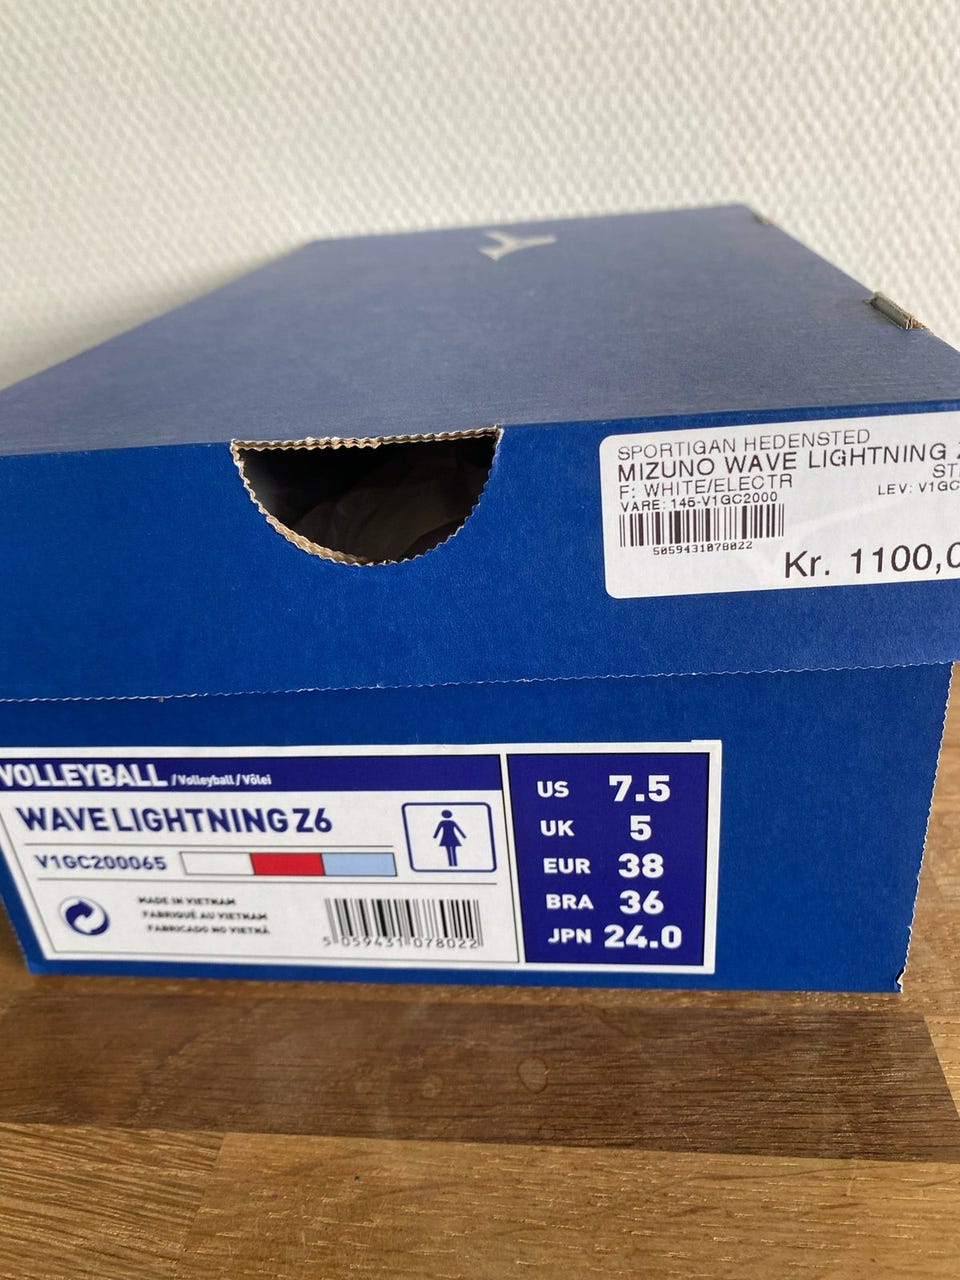 SPORTIGAN HEDENSTED
MIZUNO WAVE LIGHTNING
F: WHITE/ELECTR
VARE: 145-V1GC2000
LEV: V1GC
5059431078022
Kr. 1100,0
VOLLEYBALL / Volleyball / Vôlei
WAVE LIGHTNING Z6
V1GC200065
MADE IN VIETNAM
FABRIQUÉ AU VIETNAM
FABRICADO NO VIETNÃ
5 059431 078022
US 7.5
UK 5
EUR 38
BRA 36
JPN 24.0